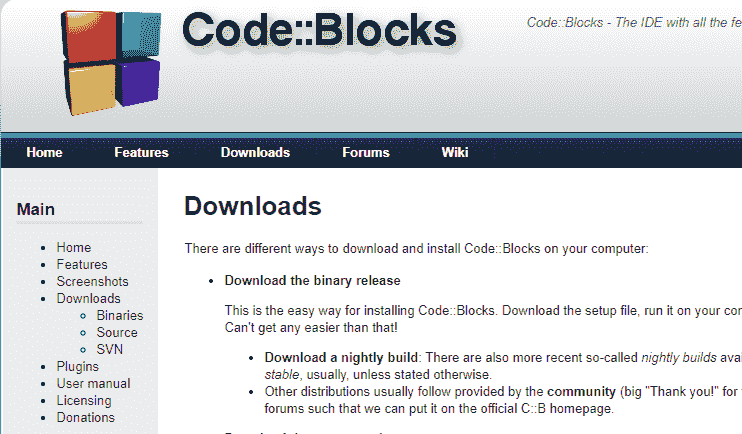 Code::Blocks
Code::Blocks - The IDE with all the fe
Home Features Downloads Forums Wiki
Main
Home
Features
Screenshots
Downloads
Binaries
Source
SVN
Plugins
User manual
Licensing
Donations
Downloads
There are different ways to download and install Code::Blocks on your computer:
Download the binary release
This is the easy way for installing Code::Blocks. Download the setup file, run it on your com
Can't get any easier than that!
Download a nightly build: There are also more recent so-called nightly builds avai
stable, usually, unless stated otherwise.
Other distributions usually follow provided by the community (big "Thank you!" for
forums such that we can put it on the official C::B homepage.